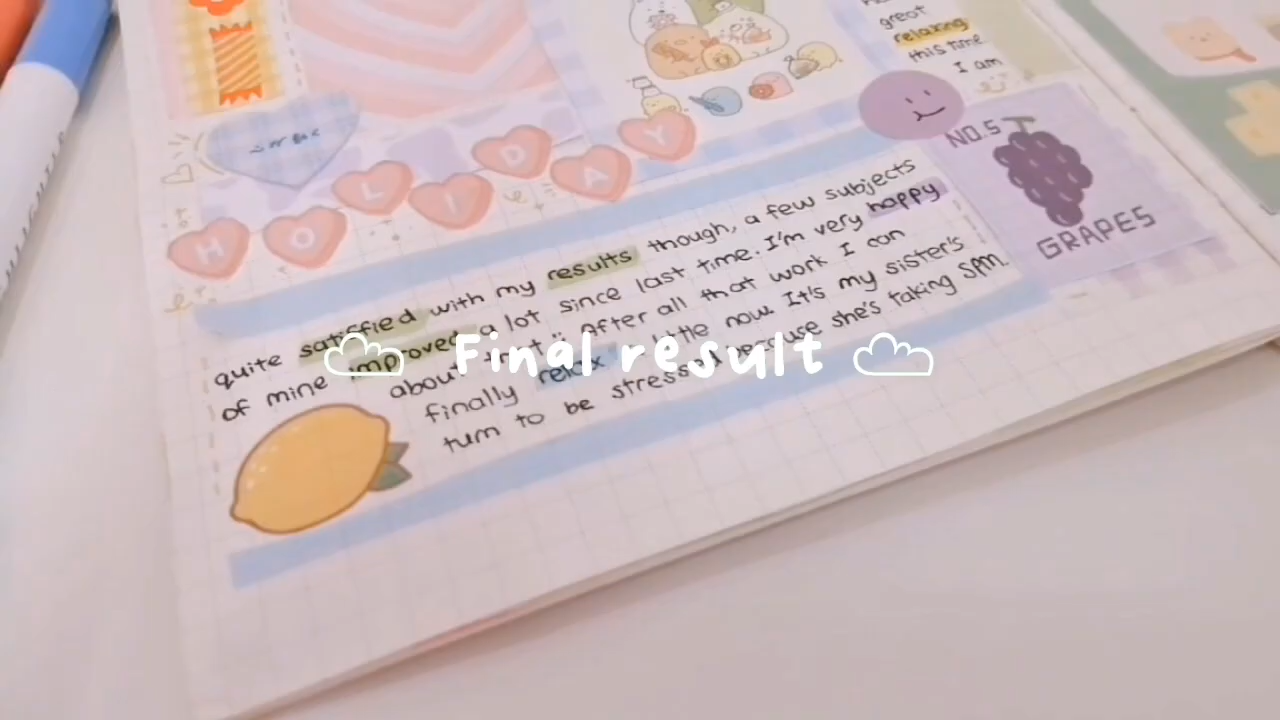 great
relaxing
this time
I am
NO.5
GRAPES
HOLIDAY
quite satisfied with my results though, a few subjects
of mine improved a lot since last time. I'm very happy
about that. After all that work I can
finally relax little now. It's my sister's
turn to be stressed because she's taking SPM.
Final result